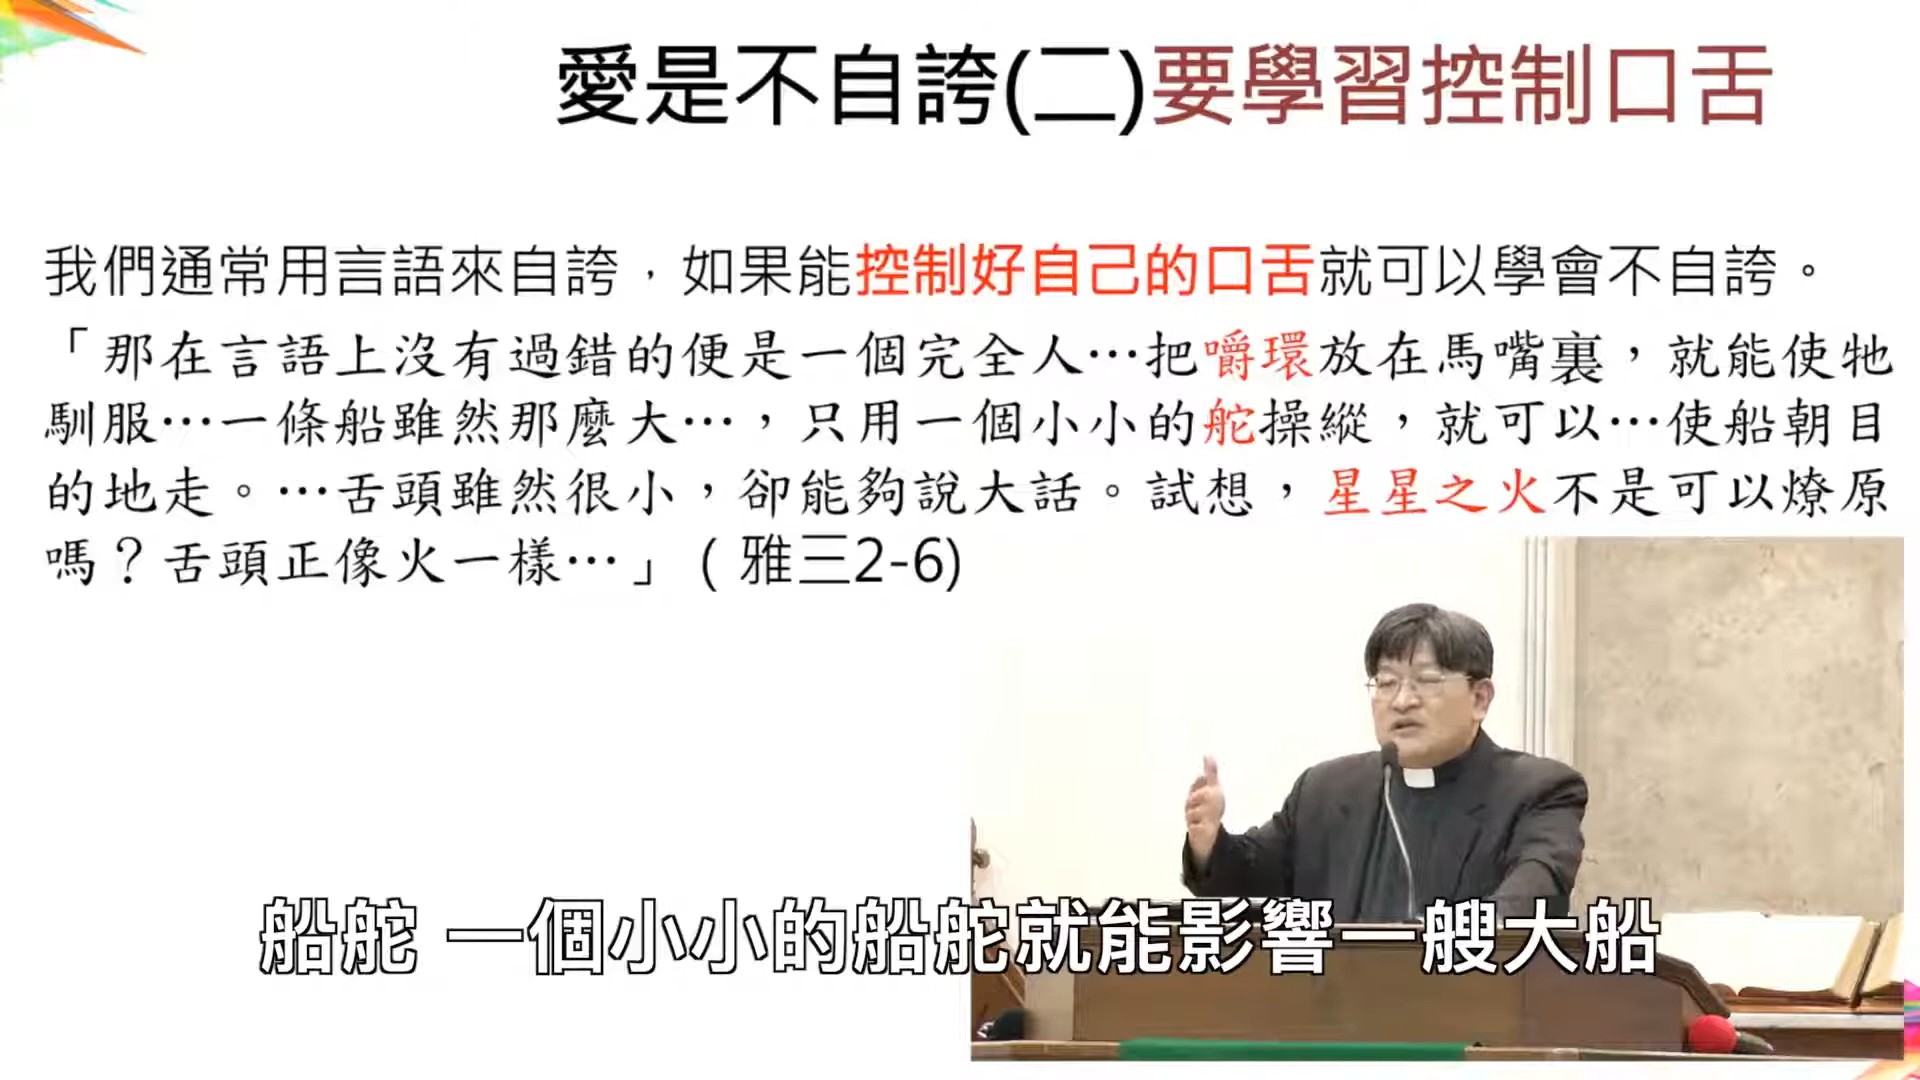 愛是不自誇(二)要學習控制口舌
我們通常用言語來自誇，如果能控制好自己的口舌就可以學會不自誇。
「那在言語上沒有過錯的便是一個完全人…把嚼環放在馬嘴裏，就能使牠
馴服…一條船雖然那麼大…，只用一個小小的舵操縱，就可以…使船朝目
的地走。…舌頭雖然很小，卻能夠說大話。試想，星星之火不是可以燎原
嗎？舌頭正像火一樣…」(雅三2-6)
船舵 一個小小的船舵就能影響一艘大船